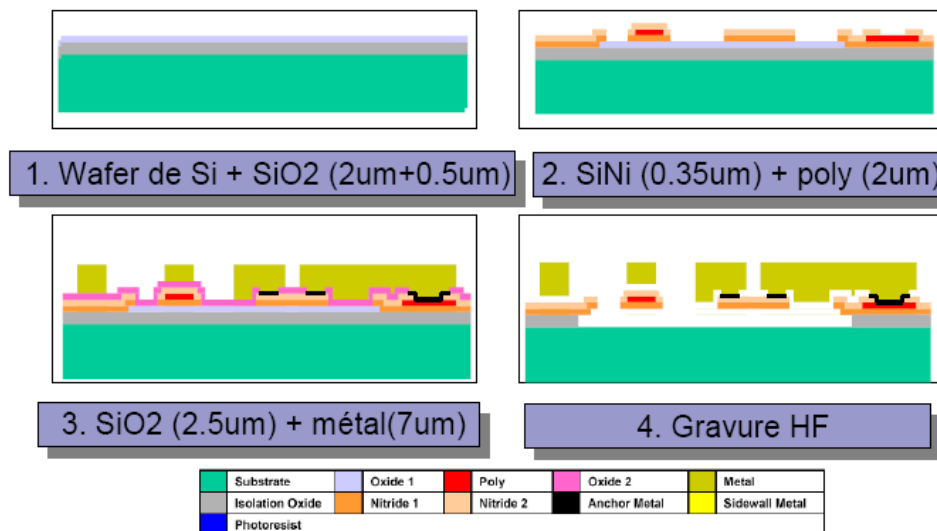 1. Wafer de Si + SiO2 (2um+0.5um)
2. SiNi (0.35um) + poly (2um)
3. SiO2 (2.5um) + métal(7um)
4. Gravure HF
Substrate Oxide 1 Poly Oxide 2 Metal
Isolation Oxide Nitride 1 Nitride 2 Anchor Metal Sidewall Metal
Photoresist